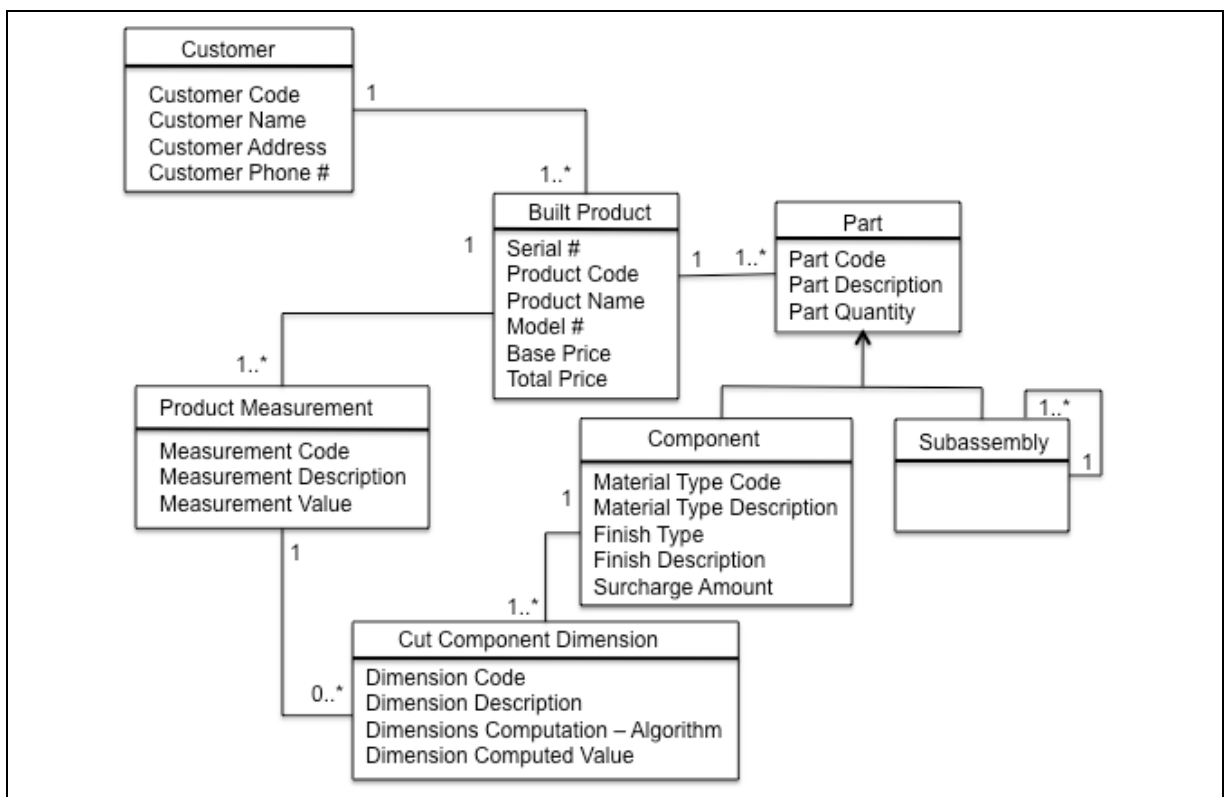 Customer
Customer Code
Customer Name
Customer Address
Customer Phone #
1
1..*
Built Product
Serial #
Product Code
Product Name
Model #
Base Price
Total Price
1
1
1..*
Part
Part Code
Part Description
Part Quantity
1..*
Product Measurement
Measurement Code
Measurement Description
Measurement Value
Component
Material Type Code
Material Type Description
Finish Type
Finish Description
Surcharge Amount
1
Subassembly
1..*
1
1
1..*
Cut Component Dimension
Dimension Code
Dimension Description
Dimensions Computation – Algorithm
Dimension Computed Value
0..*